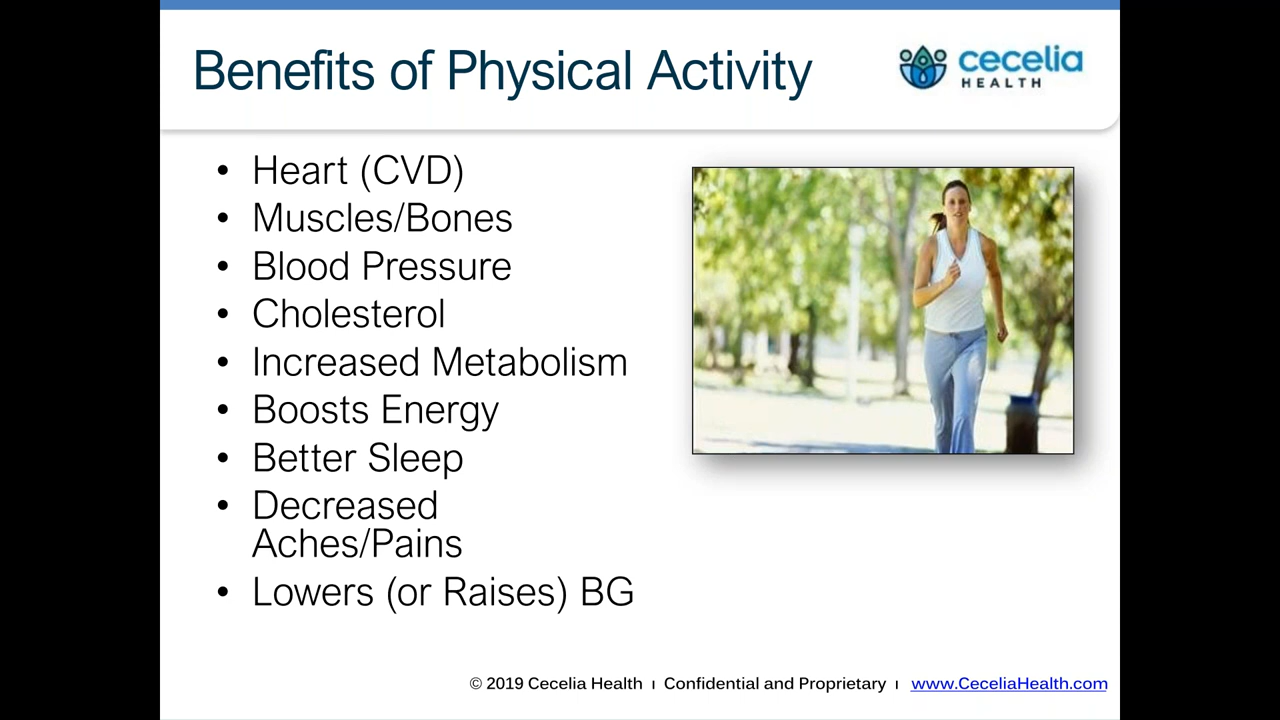 Benefits of Physical Activity
cecelia
HEALTH
• Heart (CVD)
• Muscles/Bones
• Blood Pressure
• Cholesterol
• Increased Metabolism
• Boosts Energy
• Better Sleep
• Decreased
Aches/Pains
• Lowers (or Raises) BG
© 2019 Cecelia Health ı Confidential and Proprietary ı www.CeceliaHealth.com